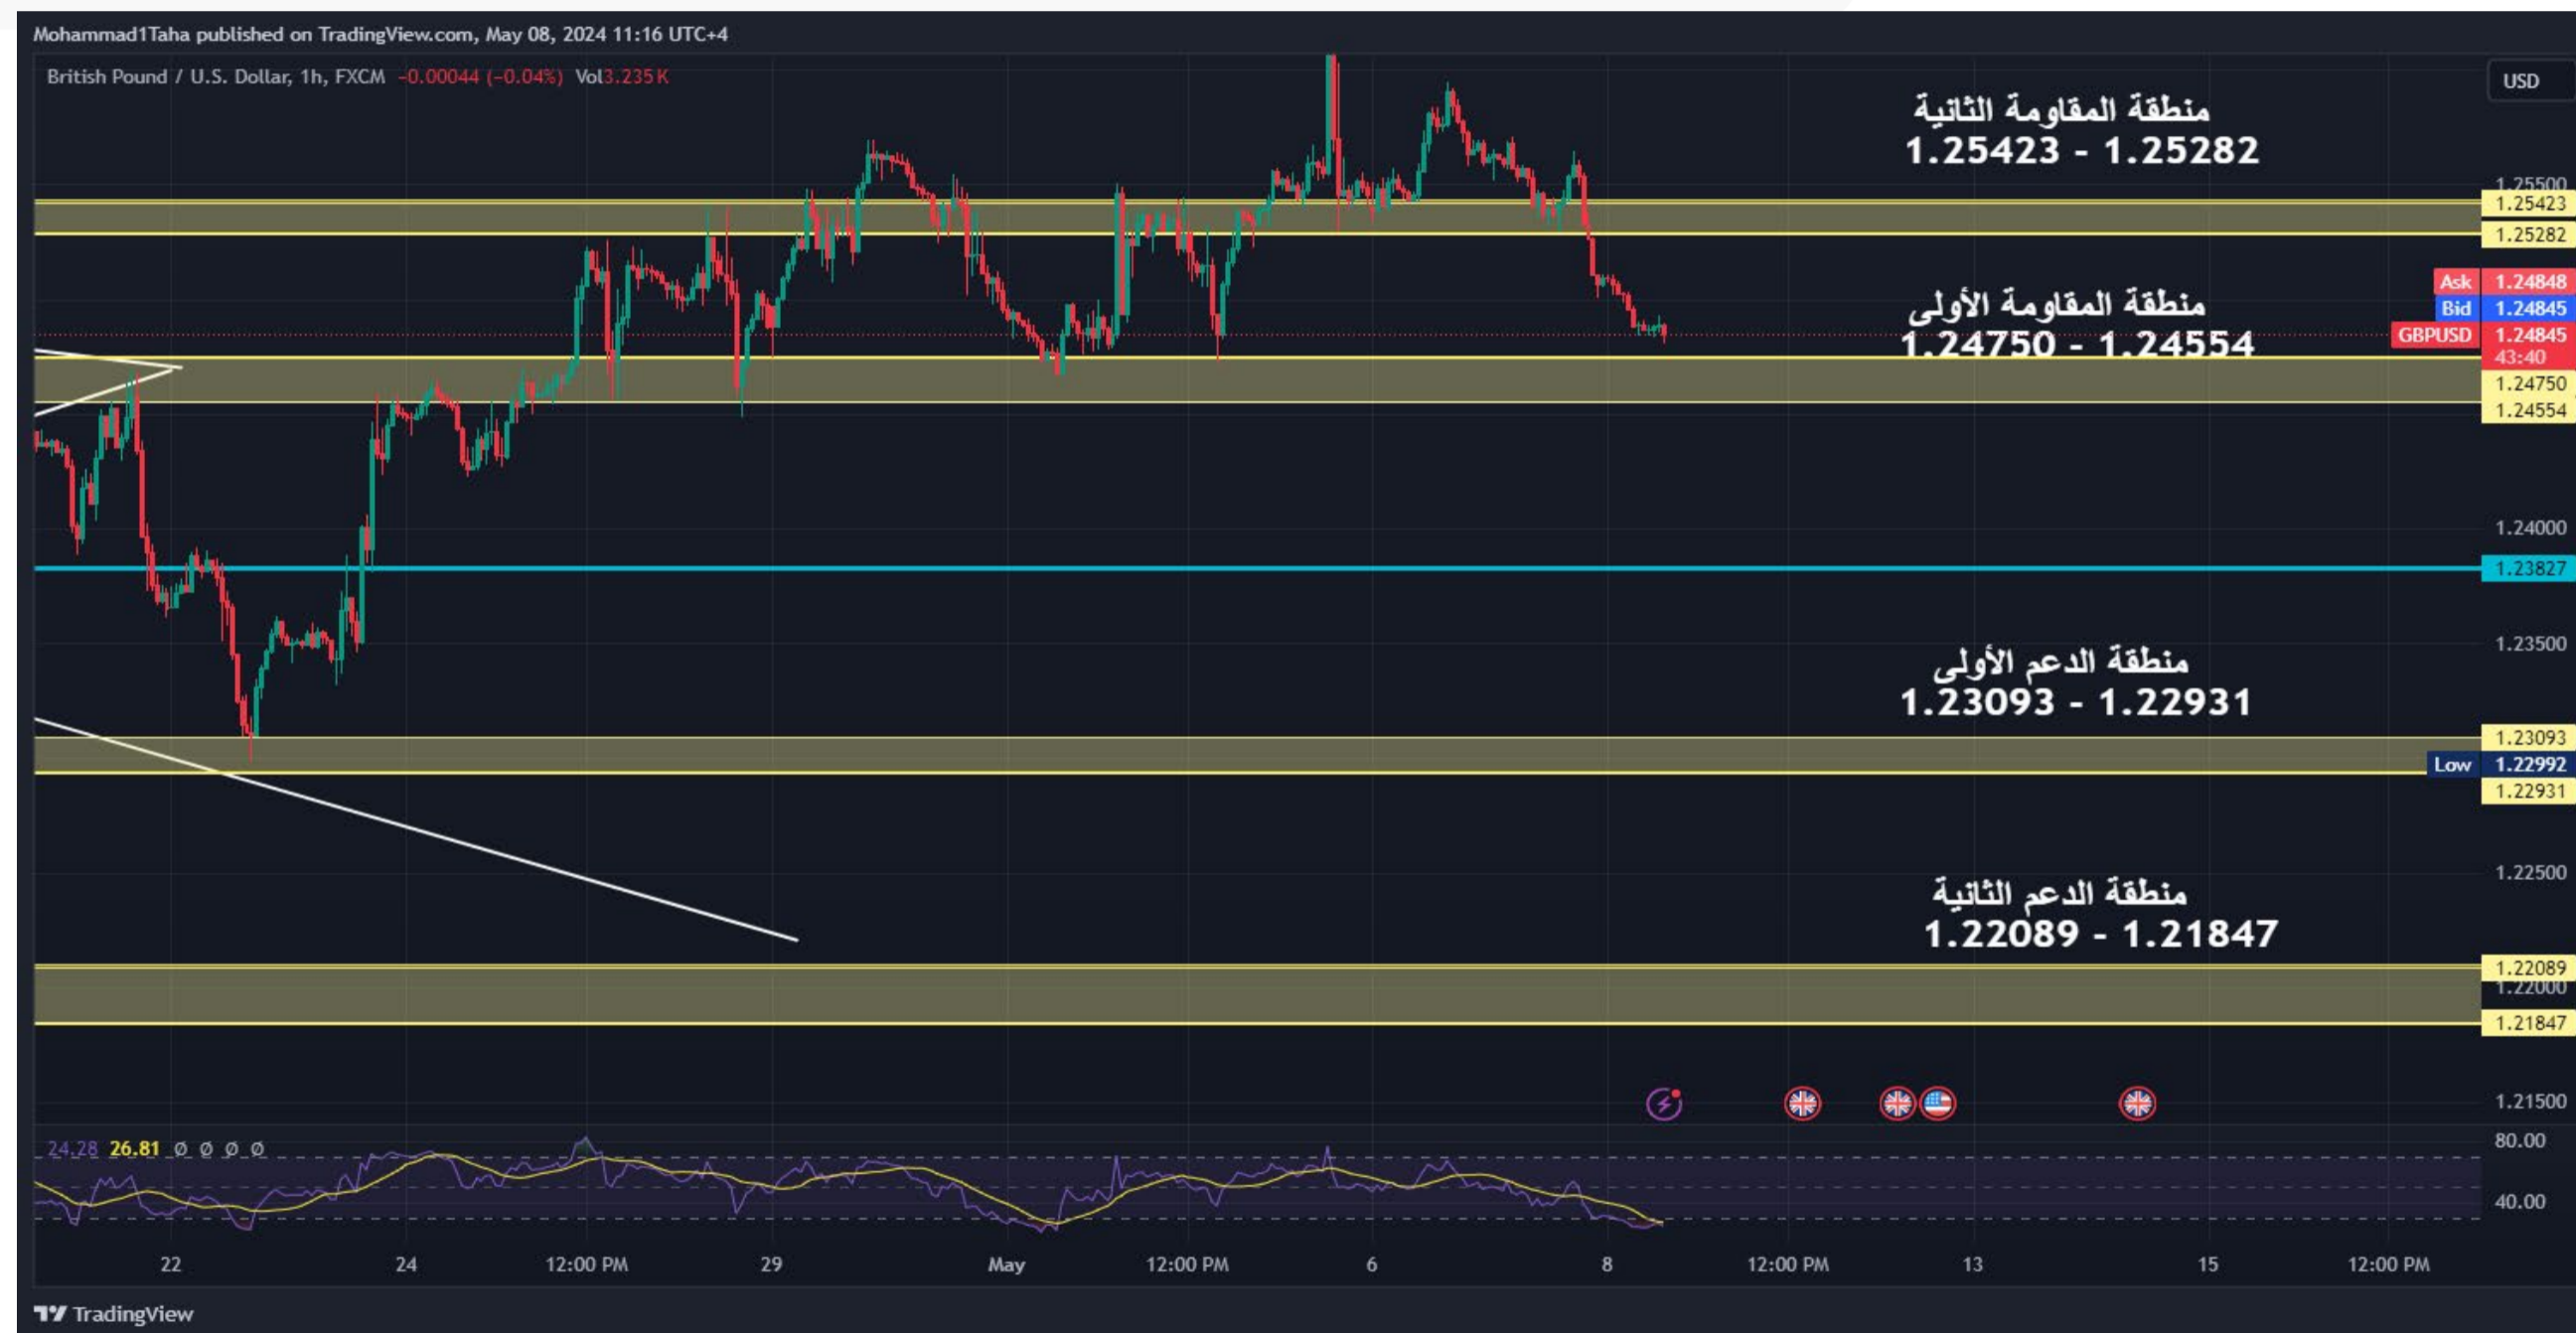 Mohammad1Taha published on TradingView.com, May 08, 2024 11:16 UTC+4
British Pound / U.S. Dollar, 1h, FXCM −0.00044 (−0.04%) Vol3.235 K
USD
منطقة المقاومة الثانية
1.25423 - 1.25282
1.25500
1.25423
1.25282
Ask 1.24848
Bid 1.24845
GBPUSD 1.24845
43:40
منطقة المقاومة الأولى
1.24750 - 1.24554
1.24750
1.24554
1.24000
1.23827
1.23500
منطقة الدعم الأولى
1.23093 - 1.22931
1.23093
Low 1.22992
1.22931
1.22500
منطقة الدعم الثانية
1.22089 - 1.21847
1.22089
1.22000
1.21847
1.21500
24.28 26.81 Ø Ø Ø Ø
80.00
40.00
22 24 12:00 PM 29 May 12:00 PM 6 8 12:00 PM 13 15 12:00 PM
TradingView